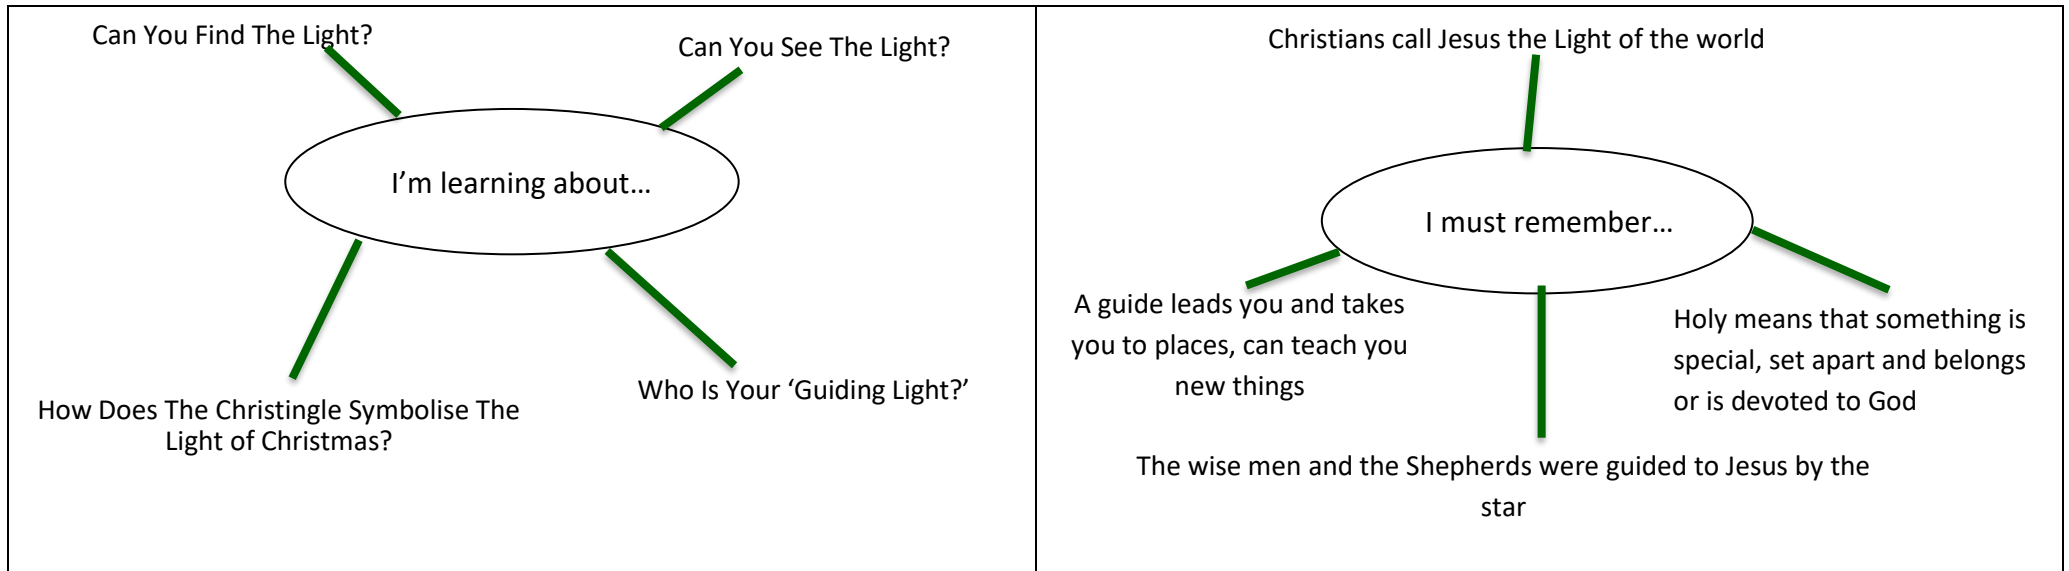 Can You Find The Light?
Can You See The Light?
I’m learning about…
How Does The Christingle Symbolise The
Light of Christmas?
Who Is Your ‘Guiding Light?’
Christians call Jesus the Light of the world
I must remember…
A guide leads you and takes
you to places, can teach you
new things
Holy means that something is
special, set apart and belongs
or is devoted to God
The wise men and the Shepherds were guided to Jesus by the
star